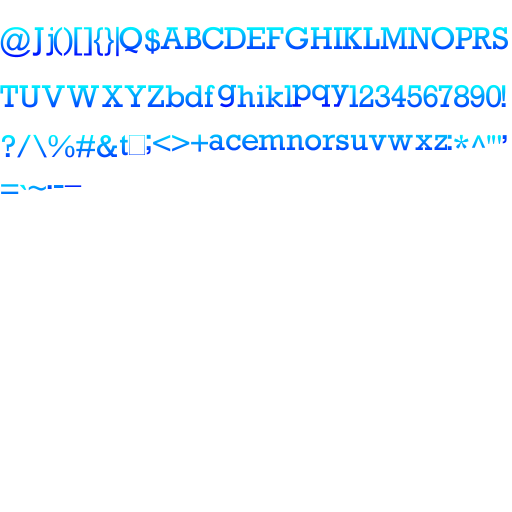 @Jj()[]{}|Q$ABCDEFGHIKLMNOPRS
TUVWXYZbdfghiklpqy1234567890!
?/\%#&t□;<>+acemnorsuvwxz:*^"',
=`~.-–